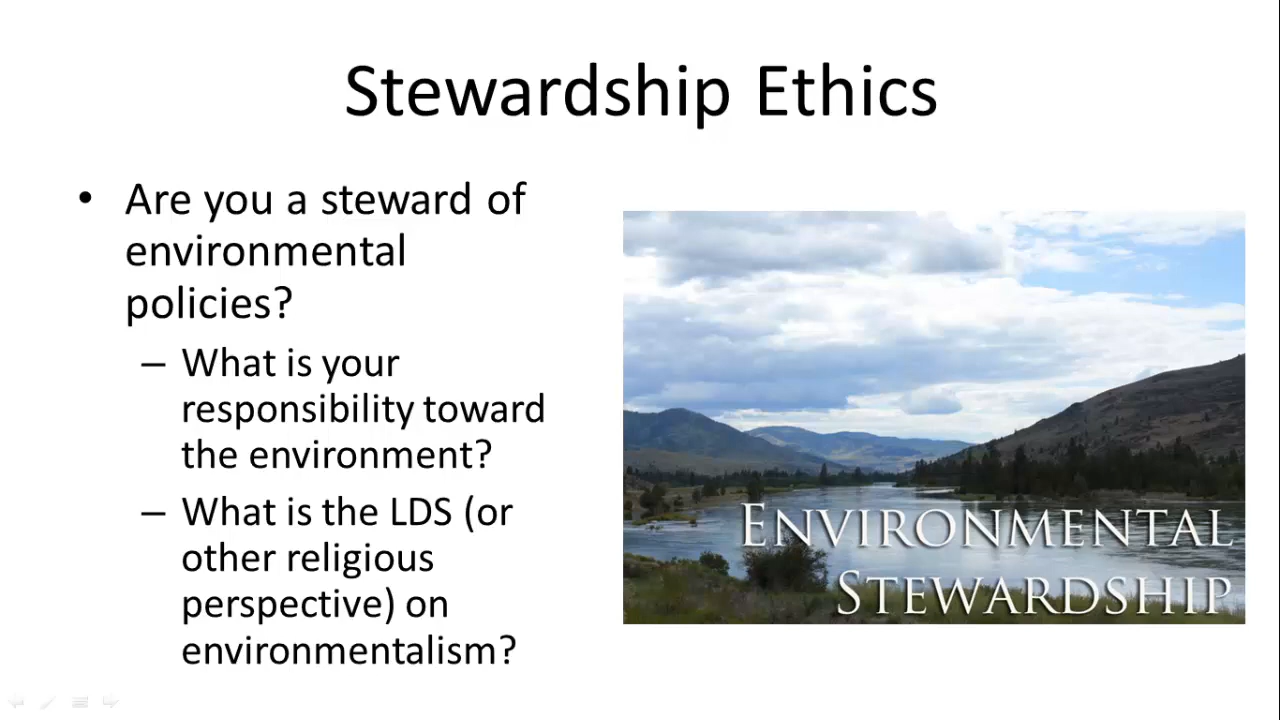 Stewardship Ethics
• Are you a steward of
environmental
policies?
– What is your
responsibility toward
the environment?
– What is the LDS (or
other religious
perspective) on
environmentalism?
ENVIRONMENTAL
STEWARDSHIP